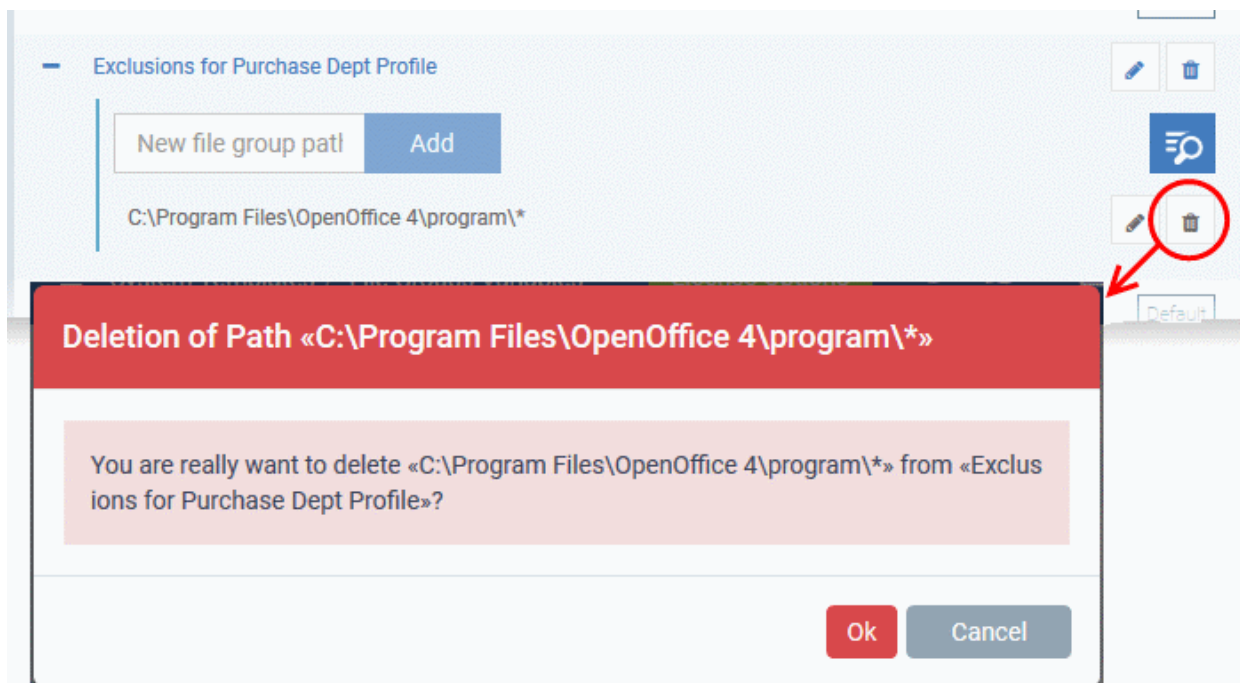 Exclusions for Purchase Dept Profile
New file group path Add
C:\Program Files\OpenOffice 4\program\*
Default
Deletion of Path «C:\Program Files\OpenOffice 4\program\*»
You are really want to delete «C:\Program Files\OpenOffice 4\program\*» from «Exclus
ions for Purchase Dept Profile»?
Ok Cancel